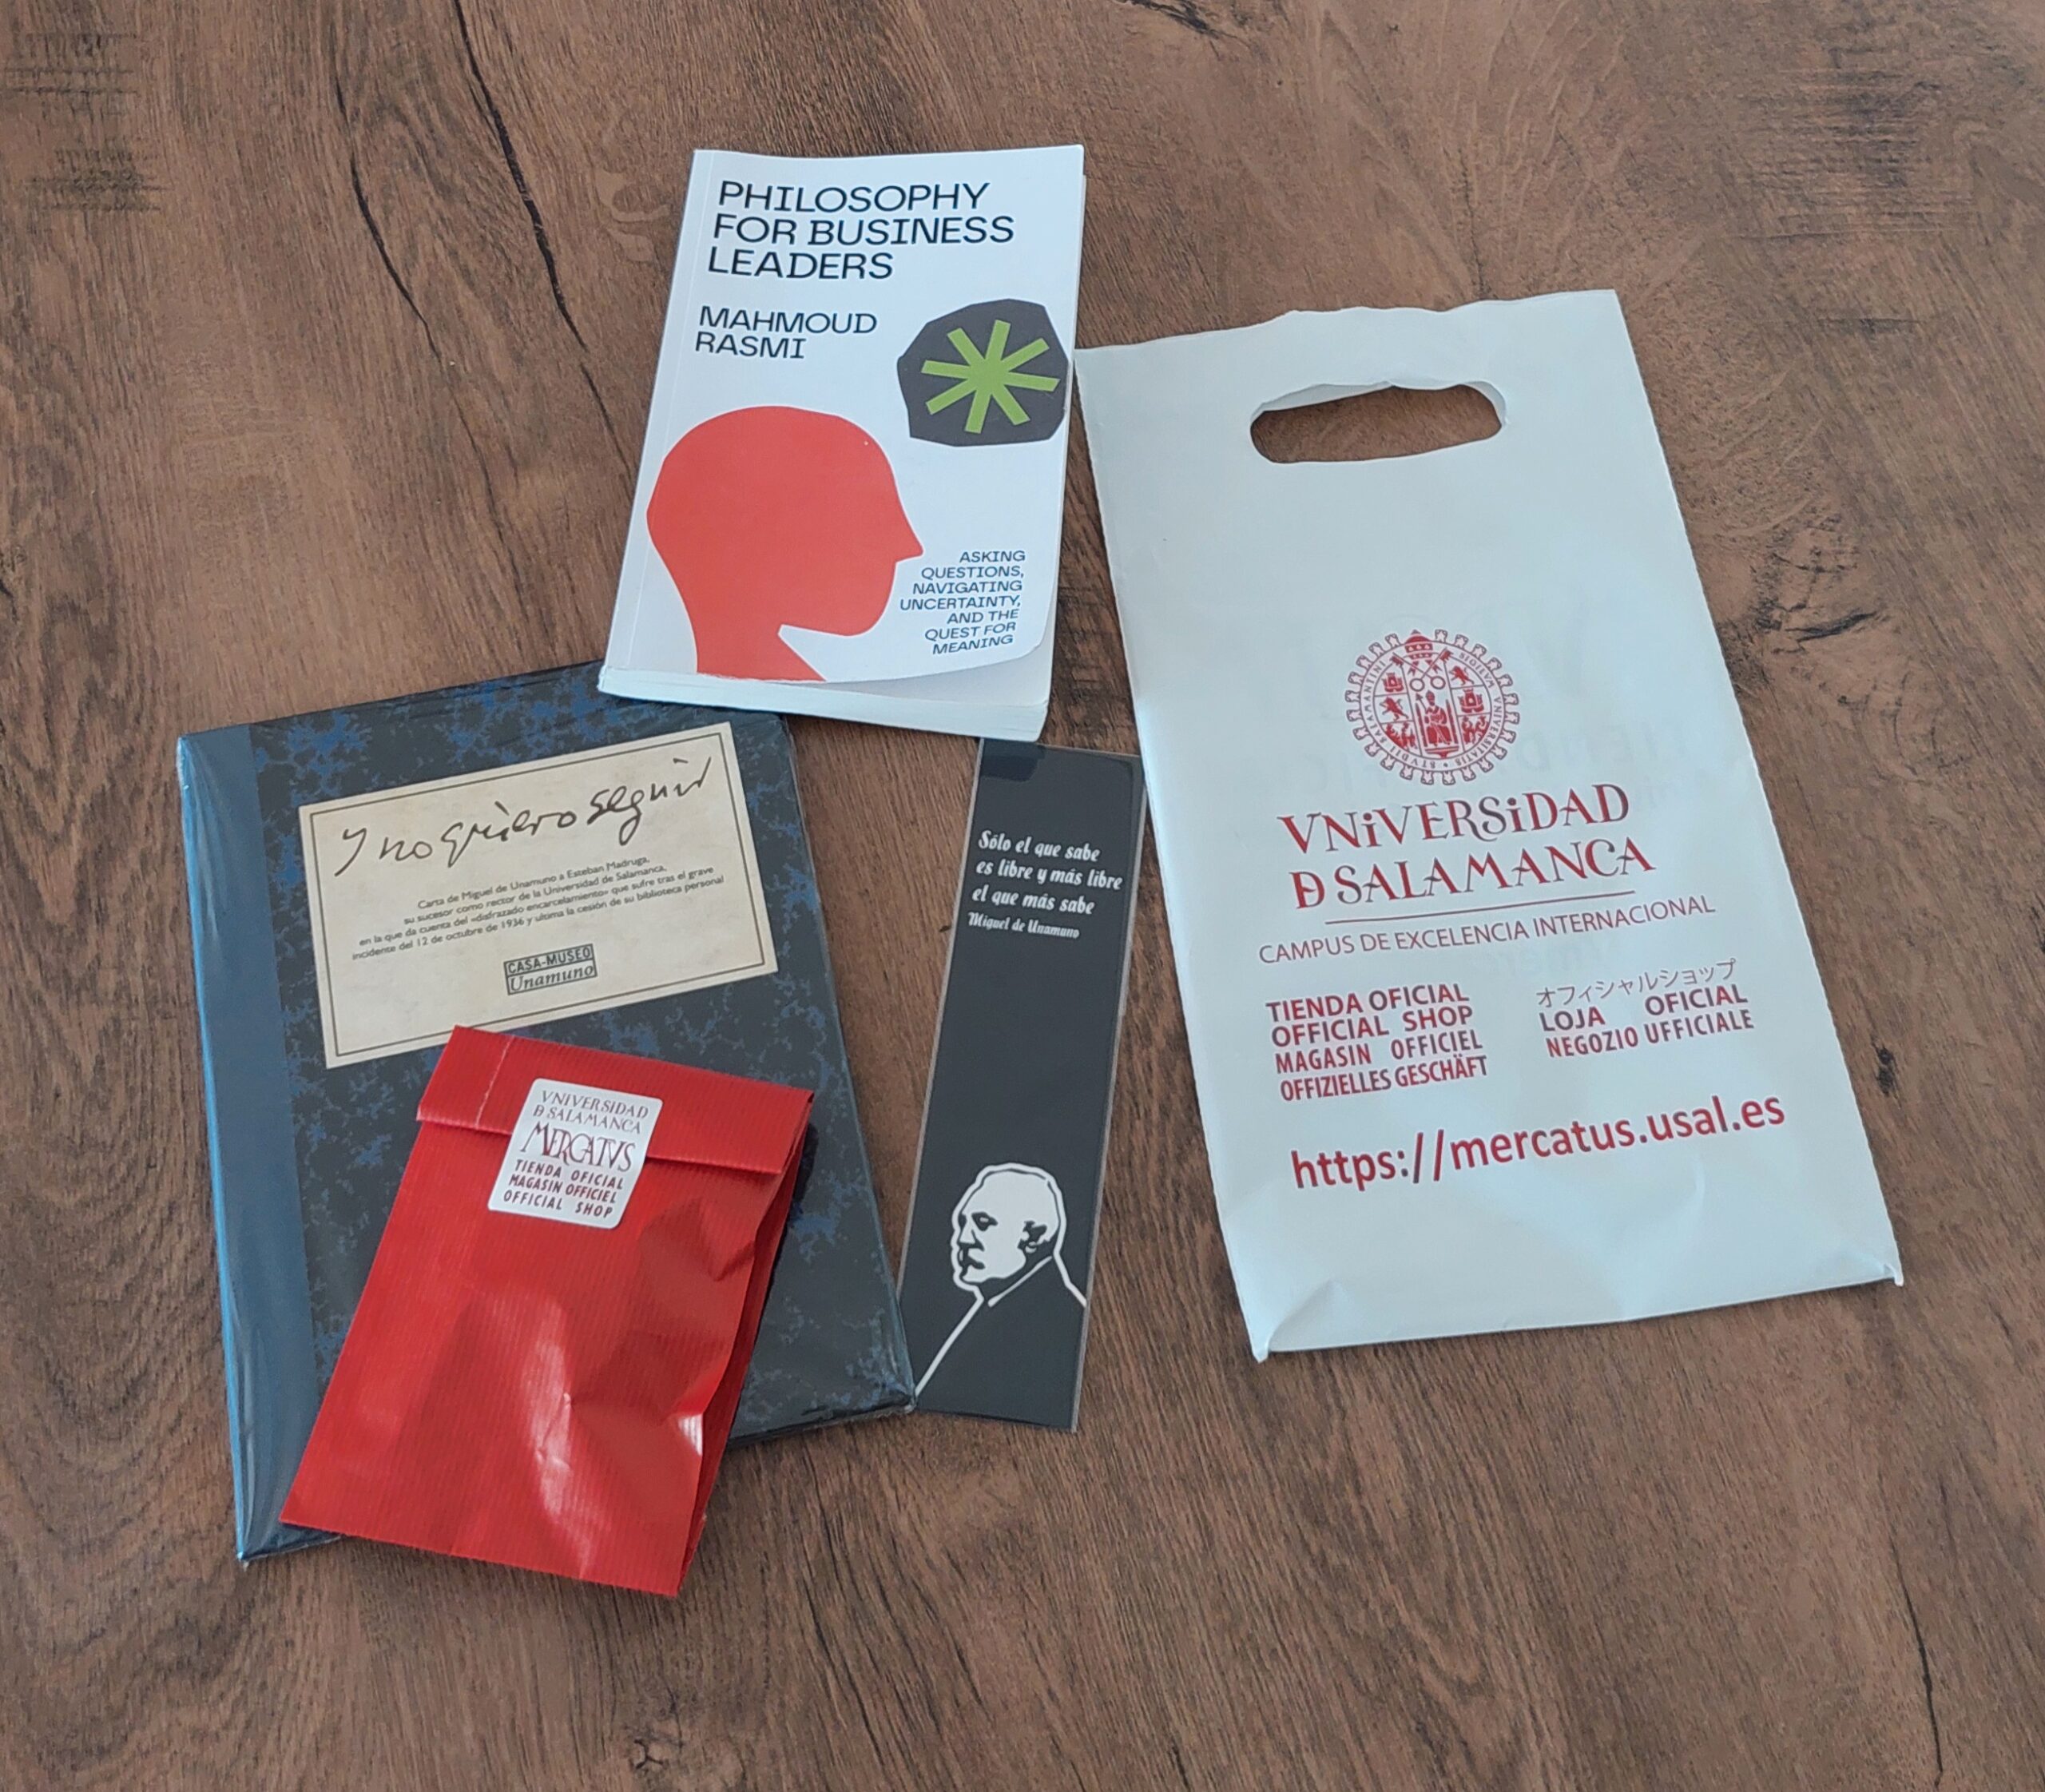 PHILOSOPHY
FOR BUSINESS
LEADERS
MAHMOUD
RASMI
ASKING
QUESTIONS,
NAVIGATING
UNCERTAINTY,
AND THE
QUEST FOR
MEANING
y no quiero seguir
Carta de Miguel de Unamuno a Esteban Madruga,
su sucesor como rector de la Universidad de Salamanca,
en la que da cuenta del «disfrazado encarcelamiento» que sufre tras el grave
incidente del 12 de octubre de 1936 y ultima la cesión de su biblioteca personal
CASA-MUSEO
Unamuno
VNIVERSIDAD
D SALAMANCA
MERCATVS
TIENDA OFICIAL
MAGASIN OFFICIEL
OFFICIAL SHOP
Sólo el que sabe
es libre y más libre
el que más sabe
Miguel de Unamuno
SIGILLVM VNIVERSITATIS STVDII SALAMANTINI
VNiVERSiDAD
D SALAMANCA
CAMPUS DE EXCELENCIA INTERNACIONAL
TIENDA OFICIAL
OFFICIAL SHOP
MAGASIN OFFICIEL
OFFIZIELLES GESCHÄFT
オフィシャルショップ
LOJA OFICIAL
NEGOZIO UFFICIALE
https://mercatus.usal.es